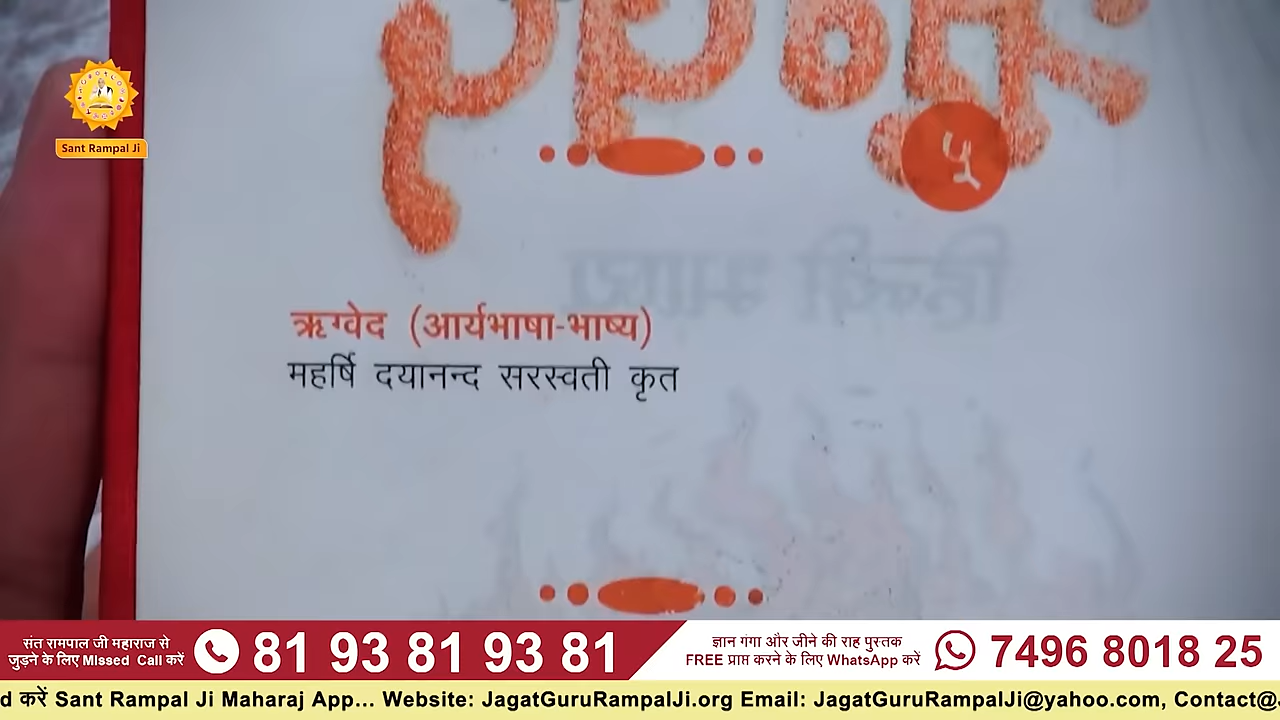 Sant Rampal Ji
५
ऋग्वेद (आर्यभाषा-भाष्य)
महर्षि दयानन्द सरस्वती कृत
संत रामपाल जी महाराज से
जुड़ने के लिए Missed Call करें
81 93 81 93 81
ज्ञान गंगा और जीने की राह पुस्तक
FREE प्राप्त करने के लिए WhatsApp करें
7496 8018 25
d करें Sant Rampal Ji Maharaj App... Website: JagatGuruRampalJi.org Email: JagatGuruRampalJi@yahoo.com, Contact@